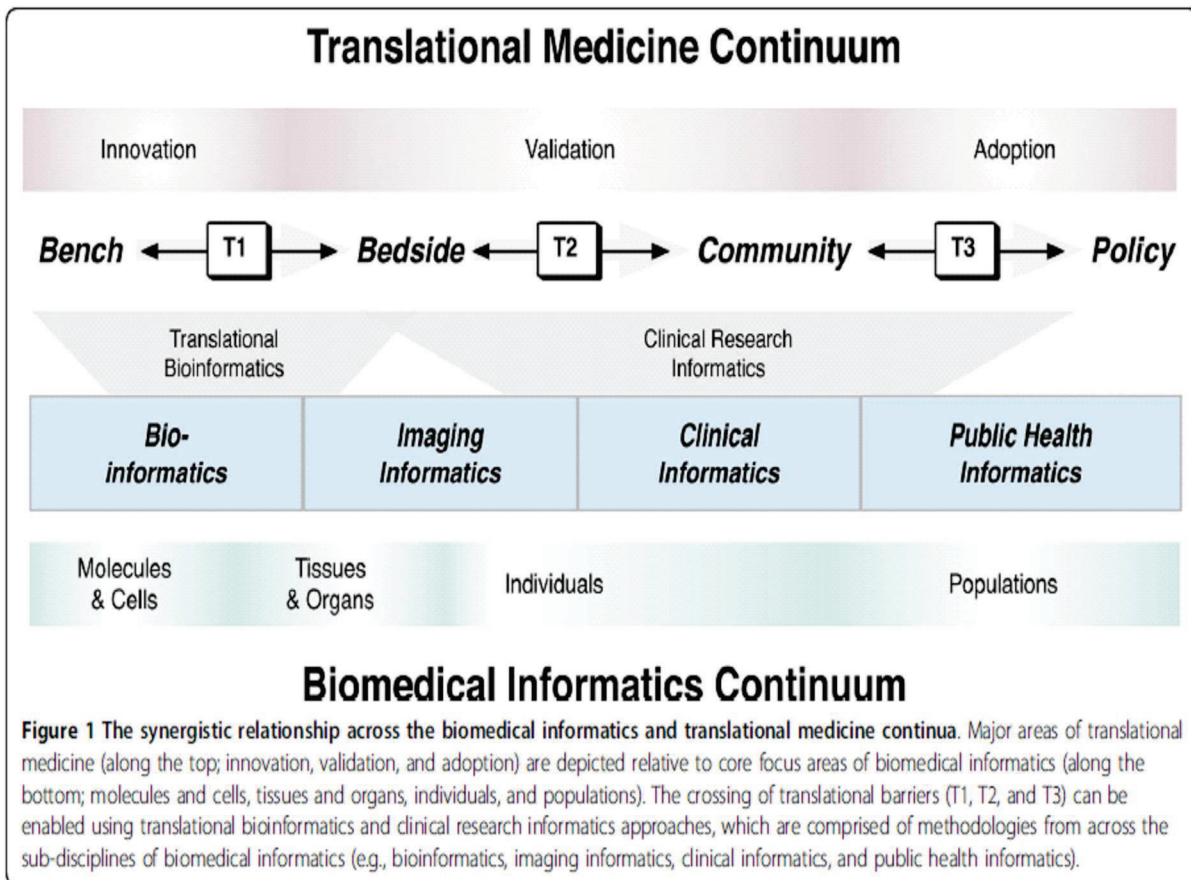 Translational Medicine Continuum
Innovation Validation Adoption
Bench T1 Bedside T2 Community T3 Policy
Translational
Bioinformatics
Clinical Research
Informatics
Bio-
informatics
Imaging
Informatics
Clinical
Informatics
Public Health
Informatics
Molecules
& Cells
Tissues
& Organs
Individuals
Populations
Biomedical Informatics Continuum
Figure 1 The synergistic relationship across the biomedical informatics and translational medicine continua. Major areas of translational
medicine (along the top; innovation, validation, and adoption) are depicted relative to core focus areas of biomedical informatics (along the
bottom; molecules and cells, tissues and organs, individuals, and populations). The crossing of translational barriers (T1, T2, and T3) can be
enabled using translational bioinformatics and clinical research informatics approaches, which are comprised of methodologies from across the
sub-disciplines of biomedical informatics (e.g., bioinformatics, imaging informatics, clinical informatics, and public health informatics).